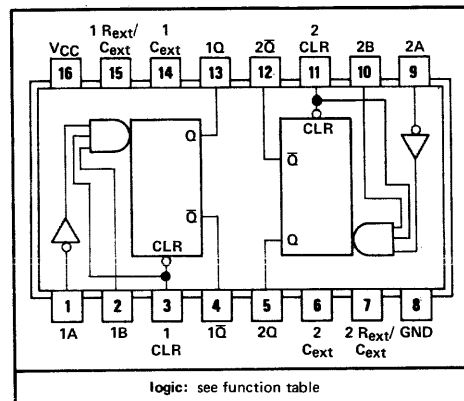 VCC 1 Rext/Cext 1 Cext 1Q 2Q̅ 2 CLR 2B 2A
16 15 14 13 12 11 10 9
CLR
Q
Q̅
Q̅
Q
CLR
1 2 3 4 5 6 7 8
1A 1B 1 CLR 1Q̅ 2Q 2 Cext 2 Rext/Cext GND
logic: see function table